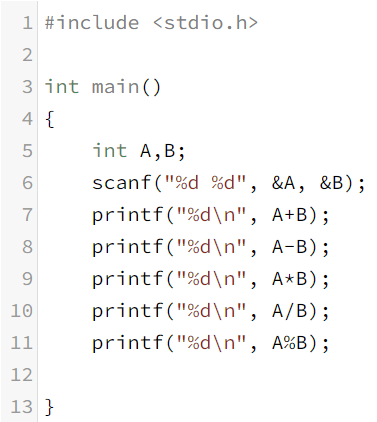 1 #include <stdio.h>
2
3 int main()
4 {
5     int A,B;
6     scanf("%d %d", &A, &B);
7     printf("%d\n", A+B);
8     printf("%d\n", A-B);
9     printf("%d\n", A*B);
10     printf("%d\n", A/B);
11     printf("%d\n", A%B);
12
13 }